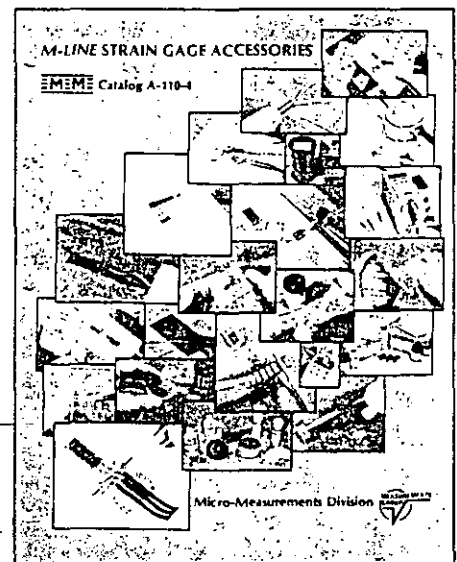 M-LINE STRAIN GAGE ACCESSORIES
MM Catalog A-110-4
Micro-Measurements Division